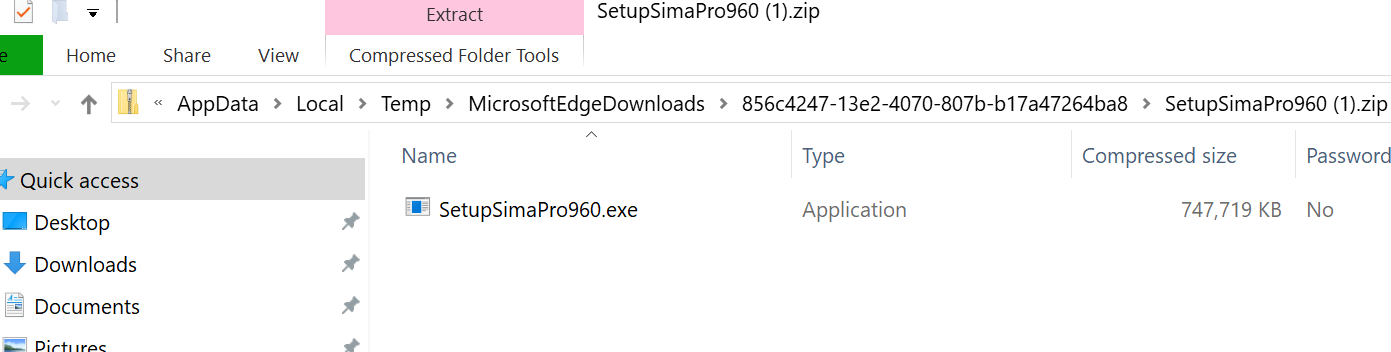 Extract
SetupSimaPro960 (1).zip
e
Home
Share
View
Compressed Folder Tools
« AppData > Local > Temp > MicrosoftEdgeDownloads > 856c4247-13e2-4070-807b-b17a47264ba8 > SetupSimaPro960 (1).zip
Name
Type
Compressed size
Password
Quick access
SetupSimaPro960.exe
Application
747,719 KB
No
Desktop
Downloads
Documents
Pictures